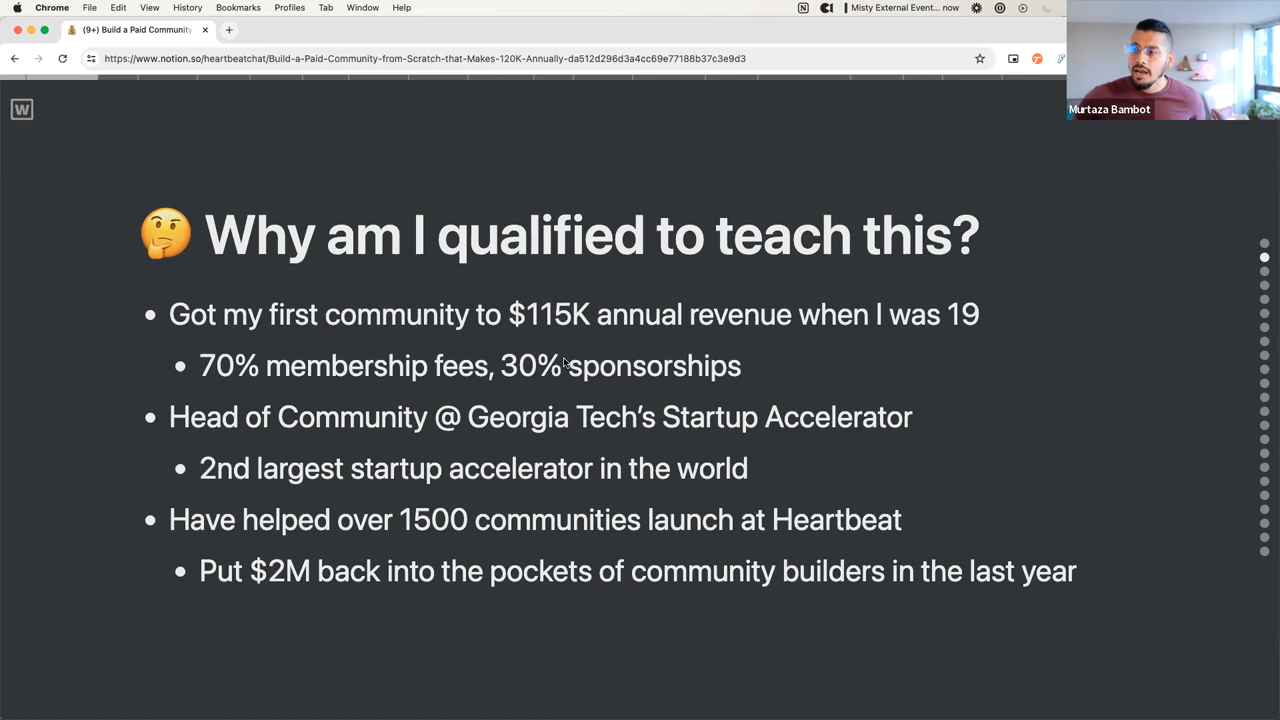 Chrome File Edit View History Bookmarks Profiles Tab Window Help Misty External Event... now
(9+) Build a Paid Community
https://www.notion.so/heartbeatchat/Build-a-Paid-Community-from-Scratch-that-Makes-120K-Annually-da512d296d3a4cc69e77188b37c3e9d3
Murtaza Bambot
W
Why am I qualified to teach this?
• Got my first community to $115K annual revenue when I was 19
• 70% membership fees, 30% sponsorships
• Head of Community @ Georgia Tech’s Startup Accelerator
• 2nd largest startup accelerator in the world
• Have helped over 1500 communities launch at Heartbeat
• Put $2M back into the pockets of community builders in the last year